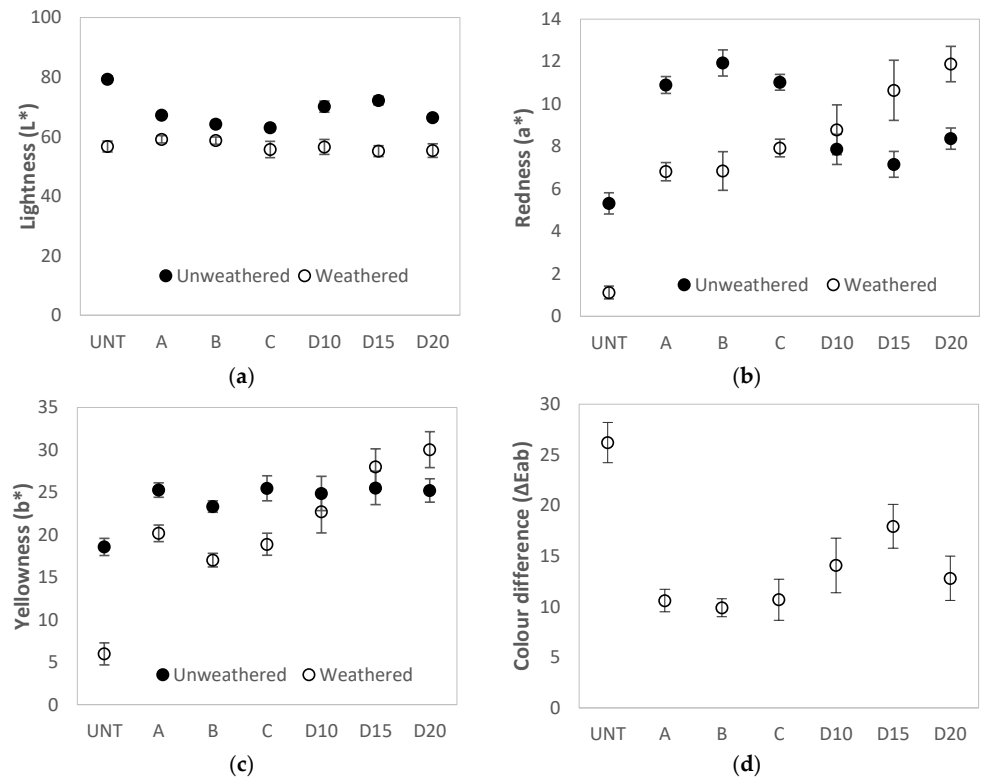 Lightness (L*)
100
80
60
40
20
0
Unweathered
Weathered
UNT A B C D10 D15 D20
(a)
Redness (a*)
14
12
10
8
6
4
2
0
Unweathered
Weathered
UNT A B C D10 D15 D20
(b)
Yellowness (b*)
35
30
25
20
15
10
5
0
Unweathered
Weathered
UNT A B C D10 D15 D20
(c)
Colour difference (ΔEab)
30
25
20
15
10
5
0
UNT A B C D10 D15 D20
(d)